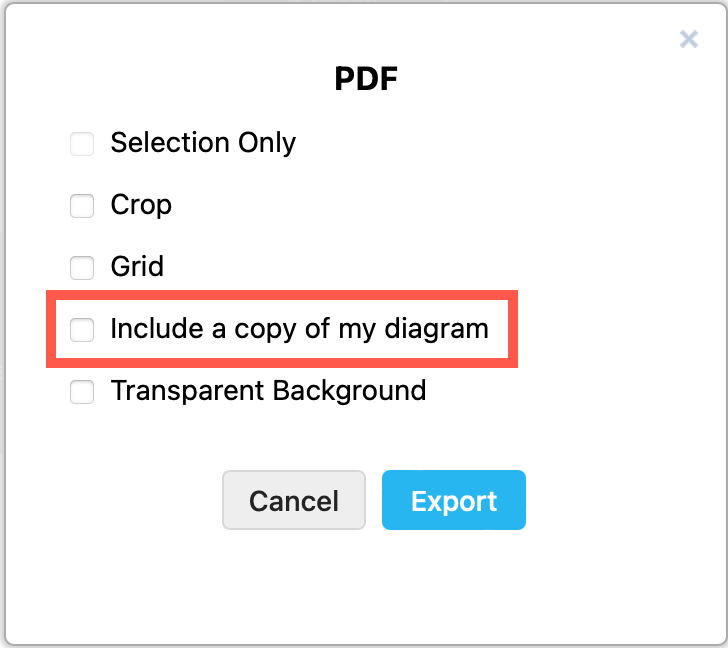 PDF
Selection Only
Crop
Grid
Include a copy of my diagram
Transparent Background
Cancel
Export